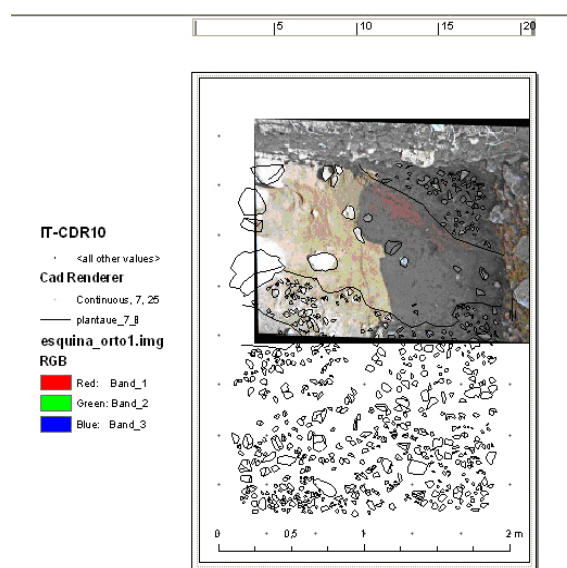 5 10 15 20
IT-CDR10
<all other values>
Cad Renderer
Continuous, 7, 25
plantaue_7_8
esquina_orto1.img
RGB
Red: Band_1
Green: Band_2
Blue: Band_3
0 0,5 1 2 m